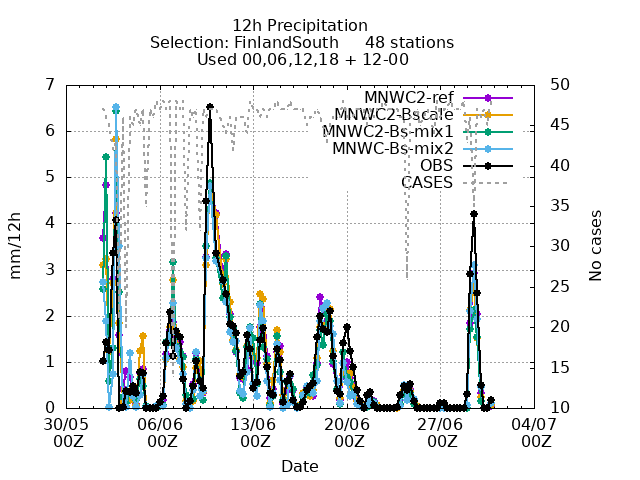 12h Precipitation
Selection: FinlandSouth 48 stations
Used 00,06,12,18 + 12-00
MNWC2-ref
MNWC2-Bscale
MNWC2-Bs-mix1
MNWC-Bs-mix2
OBS
CASES
mm/12h
7
6
5
4
3
2
1
0
50
45
40
35
30
25
20
15
10
No cases
30/05 06/06 13/06 20/06 27/06 04/07
00Z 00Z 00Z 00Z 00Z 00Z
Date